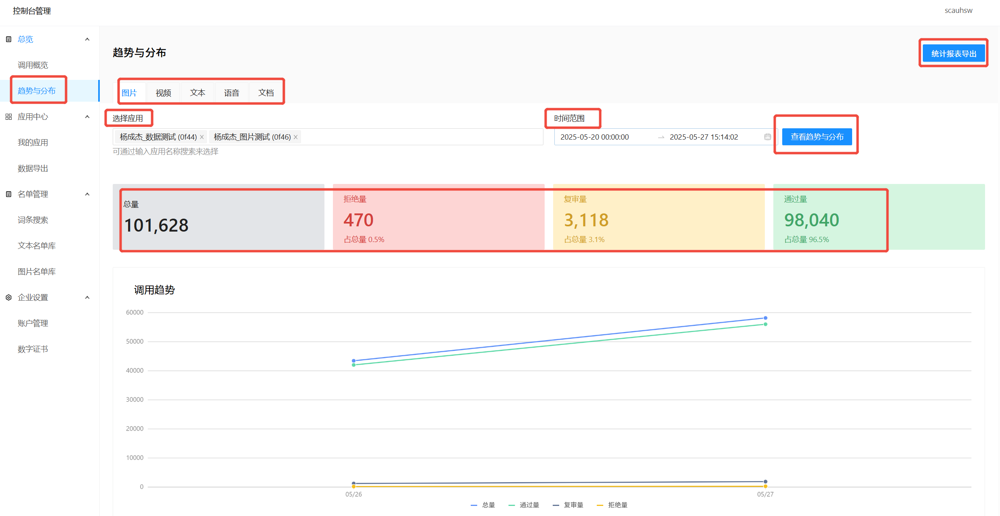 控制台管理
scauhsw
总览
调用概览
趋势与分布
应用中心
我的应用
数据导出
名单管理
词条搜索
文本名单库
图片名单库
企业设置
账户管理
数字证书
趋势与分布
统计报表导出
图片 视频 文本 语音 文档
选择应用
时间范围
杨成杰_数据测试 (0f44) 杨成杰_图片测试 (0f46)
2025-05-20 00:00:00 2025-05-27 15:14:02
查看趋势与分布
可通过输入应用名称搜索来选择
总量
101,628
拒绝量
470
占总量 0.5%
复审量
3,118
占总量 3.1%
通过量
98,040
占总量 96.5%
调用趋势
60000
50000
40000
30000
20000
10000
0
05/26 05/27
总量 通过量 复审量 拒绝量